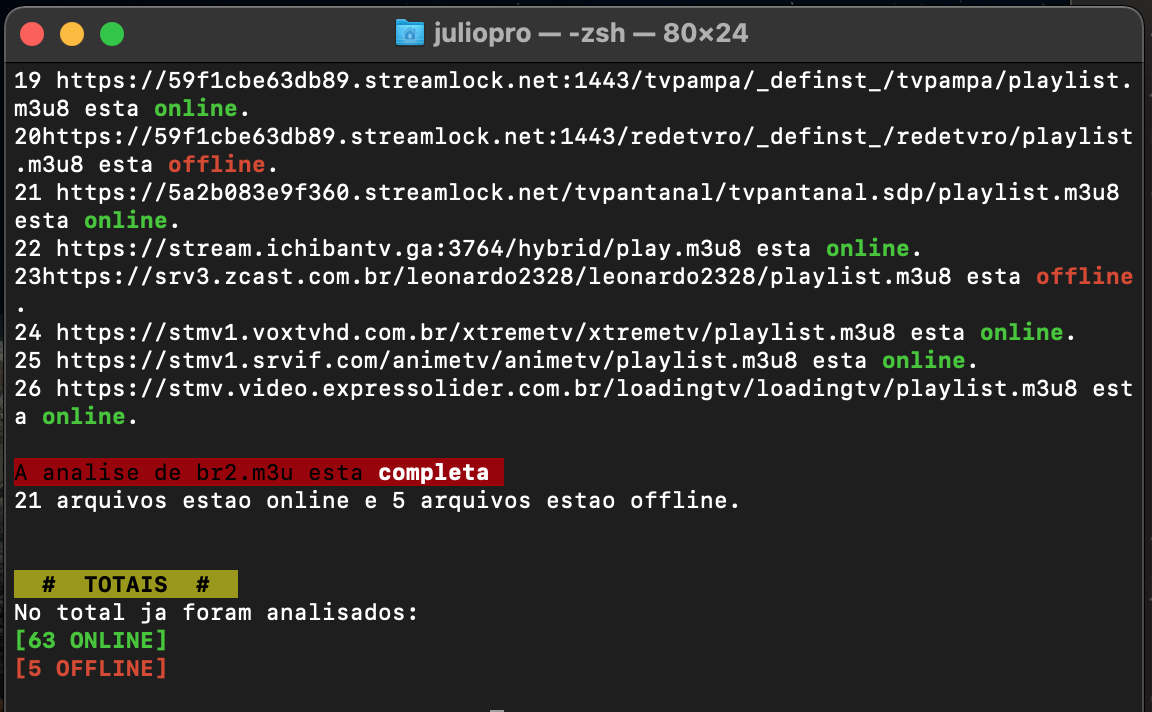 juliopro — -zsh — 80×24
19 https://59f1cbe63db89.streamlock.net:1443/tvpampa/_definst_/tvpampa/playlist.
m3u8 esta online.
20https://59f1cbe63db89.streamlock.net:1443/redetvro/_definst_/redetvro/playlist
.m3u8 esta offline.
21 https://5a2b083e9f360.streamlock.net/tvpantanal/tvpantanal.sdp/playlist.m3u8
esta online.
22 https://stream.ichibantv.ga:3764/hybrid/play.m3u8 esta online.
23https://srv3.zcast.com.br/leonardo2328/leonardo2328/playlist.m3u8 esta offline
.
24 https://stmv1.voxtvhd.com.br/xtremetv/xtremetv/playlist.m3u8 esta online.
25 https://stmv1.srvif.com/animetv/animetv/playlist.m3u8 esta online.
26 https://stmv.video.expressolider.com.br/loadingtv/loadingtv/playlist.m3u8 est
a online.
A analise de br2.m3u esta completa
21 arquivos estao online e 5 arquivos estao offline.
# TOTAIS #
No total ja foram analisados:
[63 ONLINE]
[5 OFFLINE]